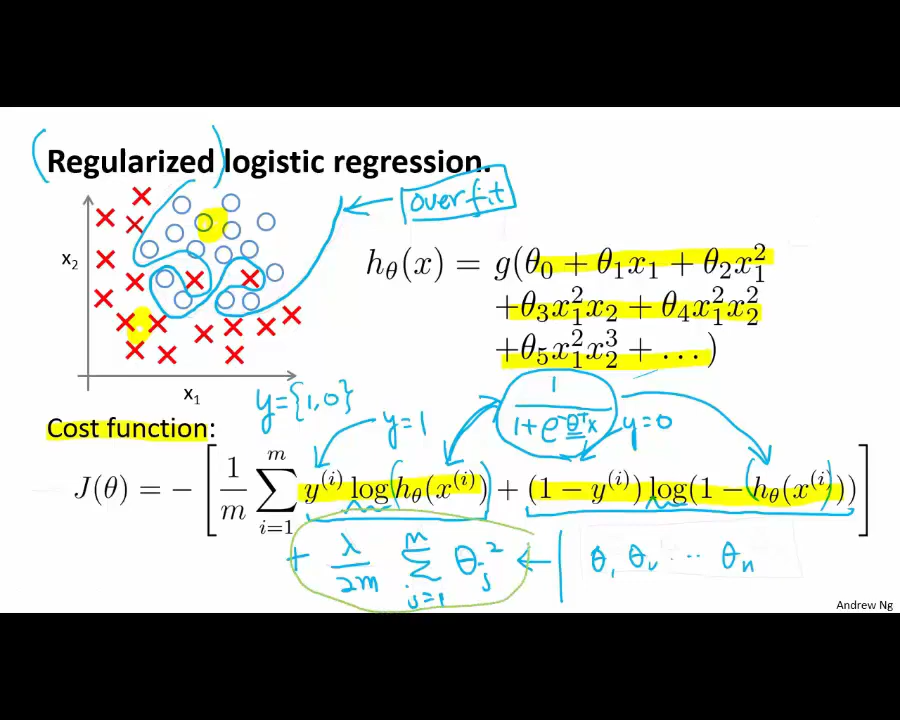 (Regularized) logistic regression.
overfit
x₂
x₁
hθ(x) = g(θ₀ + θ₁x₁ + θ₂x₁²
+θ₃x₁²x₂ + θ₄x₁²x₂²
+θ₅x₁²x₂³ + …)
y={1,0}
1/(1+e^(-θᵀx))
Cost function:
y=1
y=0
J(θ) = −[1/m ∑_{i=1}^{m} y⁽ⁱ⁾ log(hθ(x⁽ⁱ⁾)) + (1 − y⁽ⁱ⁾) log(1 − (hθ(x⁽ⁱ⁾))]
+ λ/2m ∑_{j=1}^{n} θⱼ² ← | θ₁ θ₂ ... θₙ
Andrew Ng